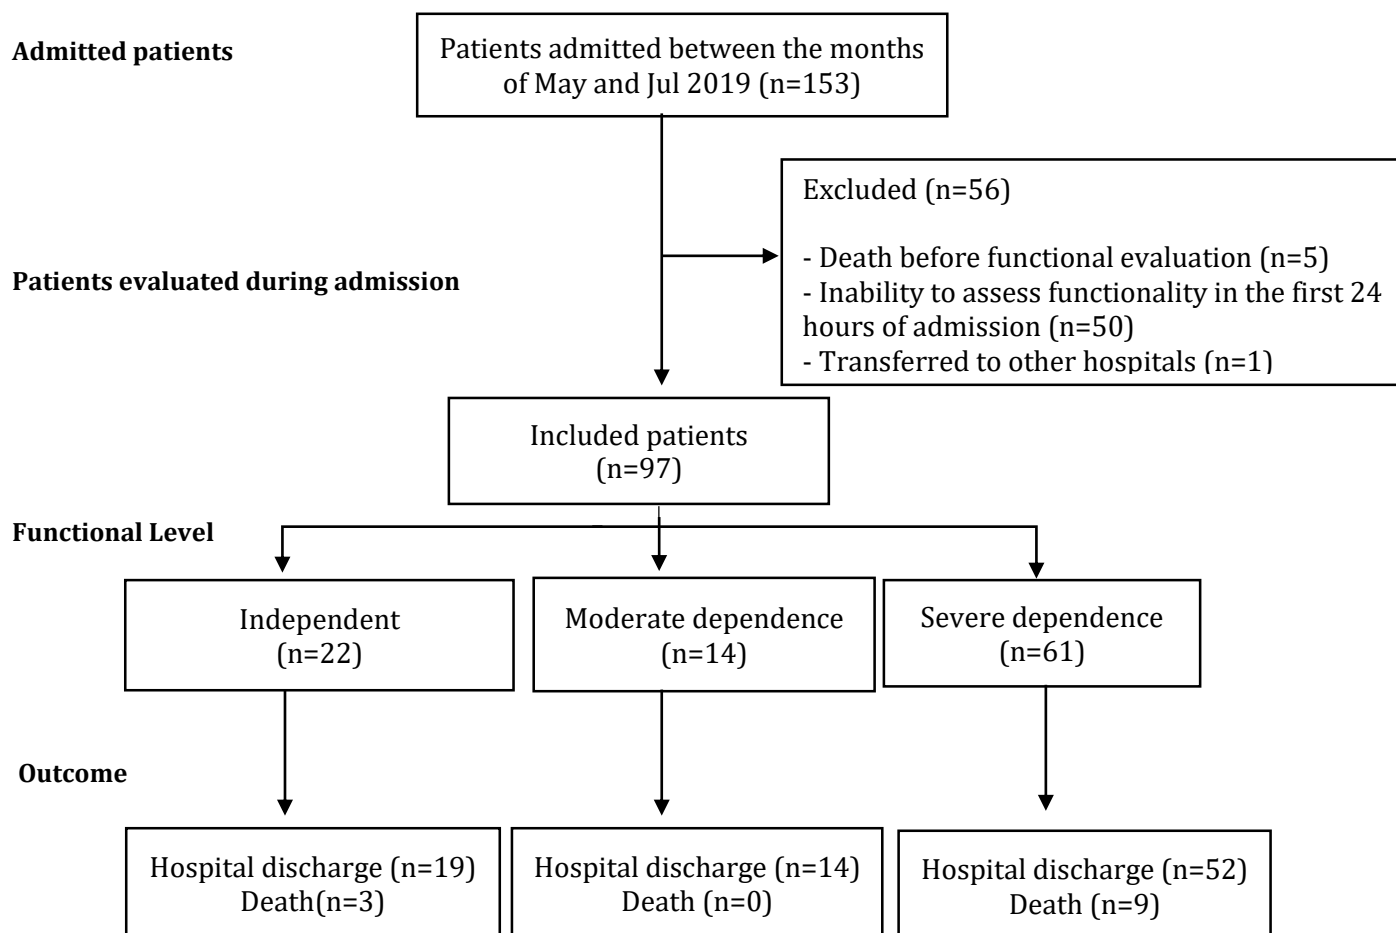 Admitted patients
Patients admitted between the months
of May and Jul 2019 (n=153)
Excluded (n=56)
- Death before functional evaluation (n=5)
- Inability to assess functionality in the first 24
hours of admission (n=50)
- Transferred to other hospitals (n=1)
Patients evaluated during admission
Included patients
(n=97)
Functional Level
Independent
(n=22)
Moderate dependence
(n=14)
Severe dependence
(n=61)
Outcome
Hospital discharge (n=19)
Death(n=3)
Hospital discharge (n=14)
Death (n=0)
Hospital discharge (n=52)
Death (n=9)